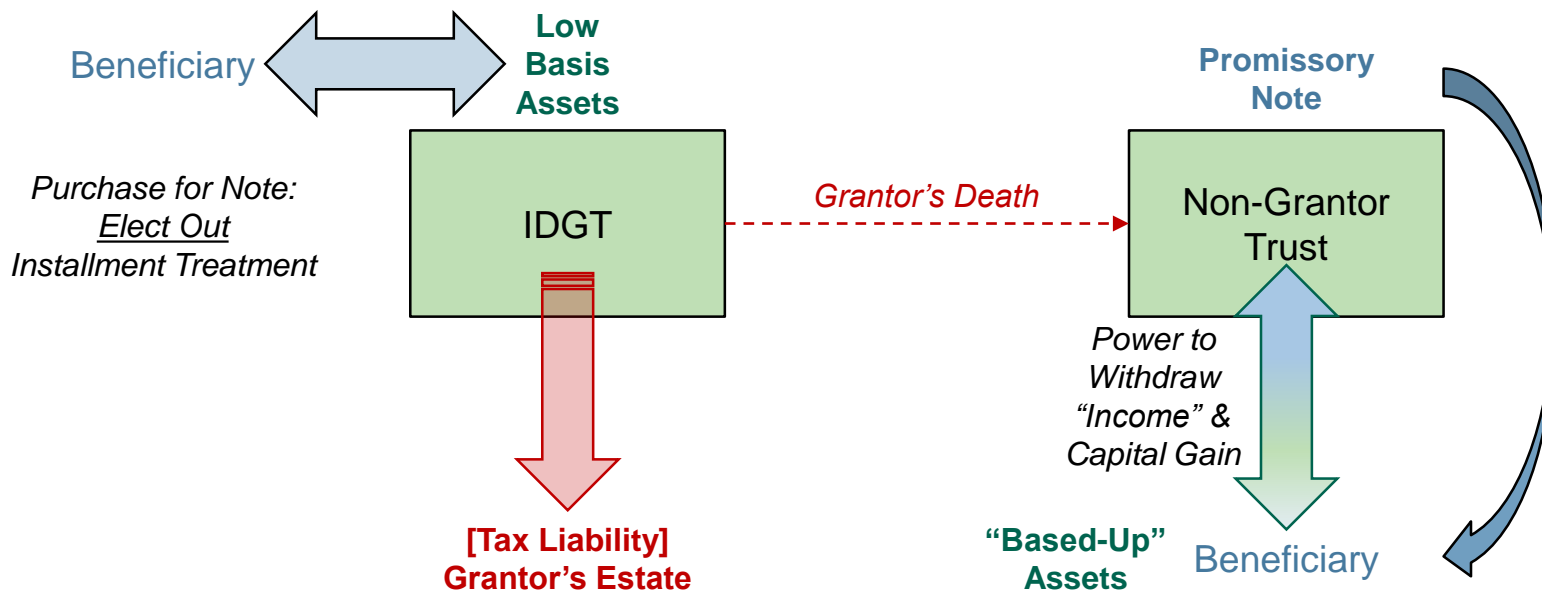 Beneficiary
Low
Basis
Assets
Purchase for Note:
Elect Out
Installment Treatment
IDGT
[Tax Liability]
Grantor’s Estate
Grantor’s Death
Promissory
Note
Non-Grantor
Trust
Power to
Withdraw
“Income” &
Capital Gain
“Based-Up”
Assets
Beneficiary